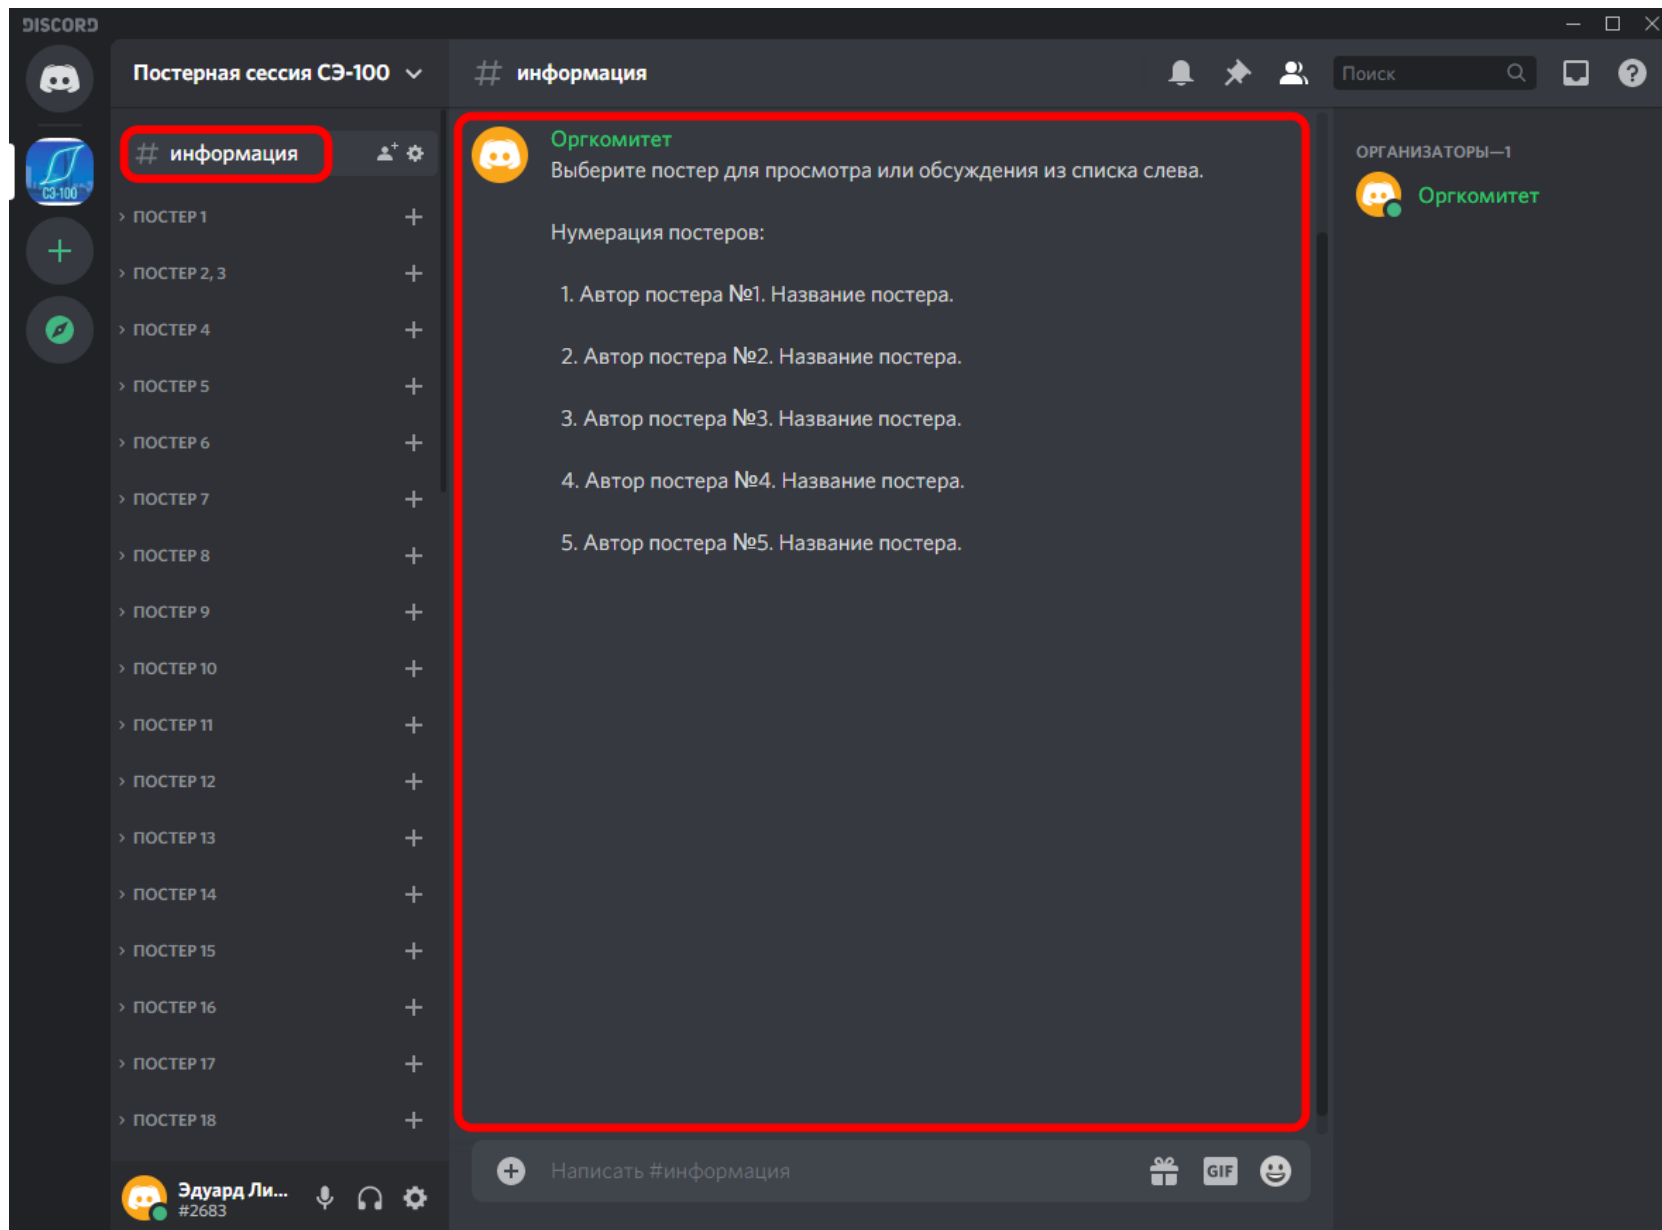 DISCORD
Постерная сессия СЭ-100
информация
Поиск
СЭ-100
информация
ПОСТЕР 1
ПОСТЕР 2, 3
ПОСТЕР 4
ПОСТЕР 5
ПОСТЕР 6
ПОСТЕР 7
ПОСТЕР 8
ПОСТЕР 9
ПОСТЕР 10
ПОСТЕР 11
ПОСТЕР 12
ПОСТЕР 13
ПОСТЕР 14
ПОСТЕР 15
ПОСТЕР 16
ПОСТЕР 17
ПОСТЕР 18
Эдуард Ли...
#2683
Оргкомитет
Выберите постер для просмотра или обсуждения из списка слева.
Нумерация постеров:
1. Автор постера №1. Название постера.
2. Автор постера №2. Название постера.
3. Автор постера №3. Название постера.
4. Автор постера №4. Название постера.
5. Автор постера №5. Название постера.
Написать #информация
GIF
ОРГАНИЗАТОРЫ—1
Оргкомитет